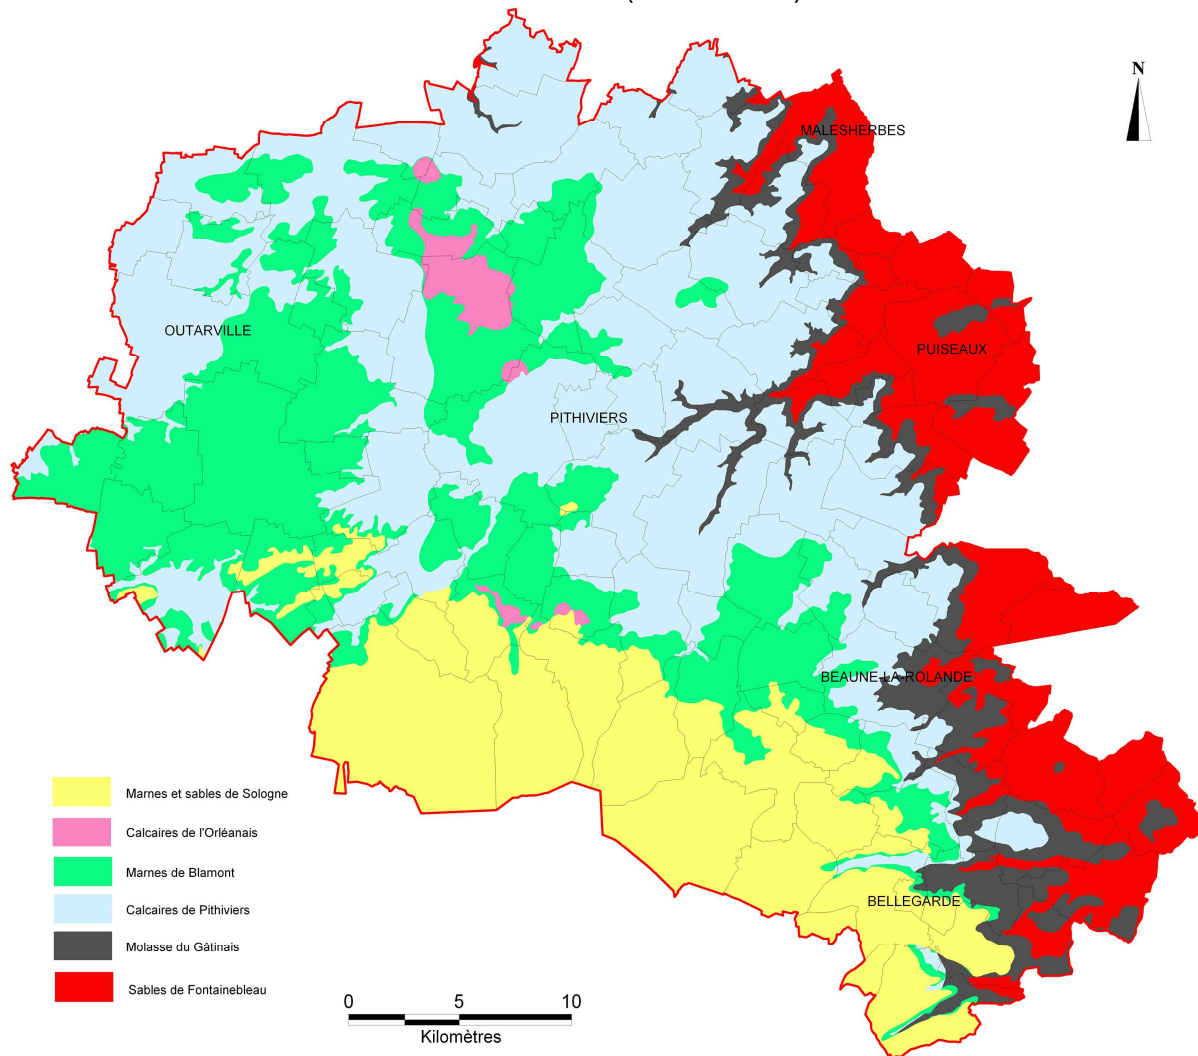 N
MALESHERBES
OUTARVILLE
PUISEAUX
PITHIVIERS
BEAUNE-LA-ROLANDE
BELLEGARDE
Marnes et sables de Sologne
Calcaires de l'Orléanais
Marnes de Blamont
Calcaires de Pithiviers
Molasse du Gâtinais
Sables de Fontainebleau
0 5 10
Kilomètres